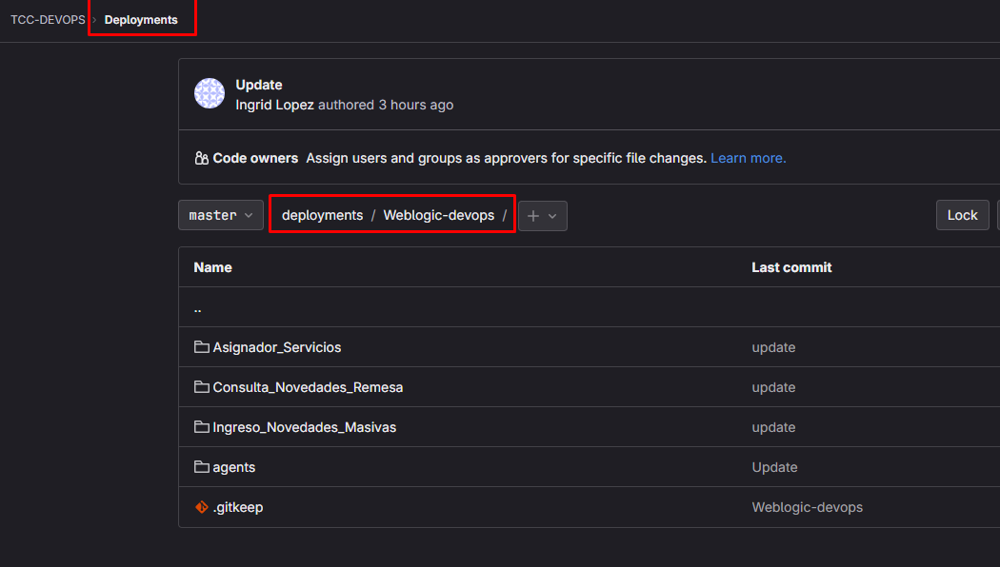 TCC-DEVOPS › Deployments
Update
Ingrid Lopez authored 3 hours ago
Code owners Assign users and groups as approvers for specific file changes. Learn more.
master deployments / Weblogic-devops / + Lock
Name Last commit
..
Asignador_Servicios update
Consulta_Novedades_Remesa update
Ingreso_Novedades_Masivas update
agents Update
.gitkeep Weblogic-devops